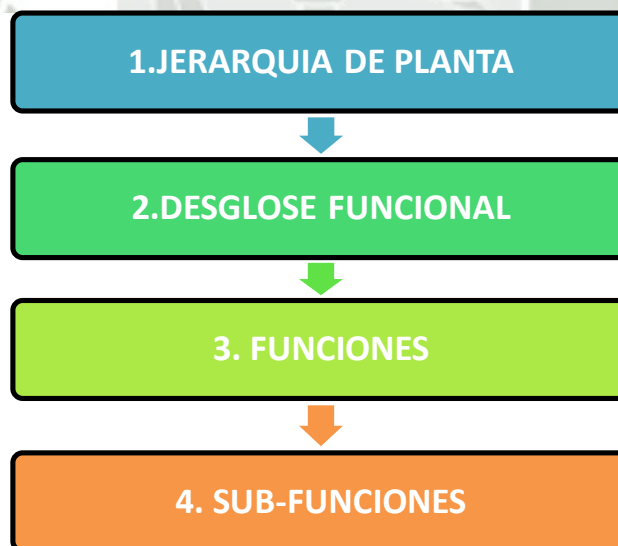 1.JERARQUIA DE PLANTA
2.DESGLOSE FUNCIONAL
3. FUNCIONES
4. SUB-FUNCIONES